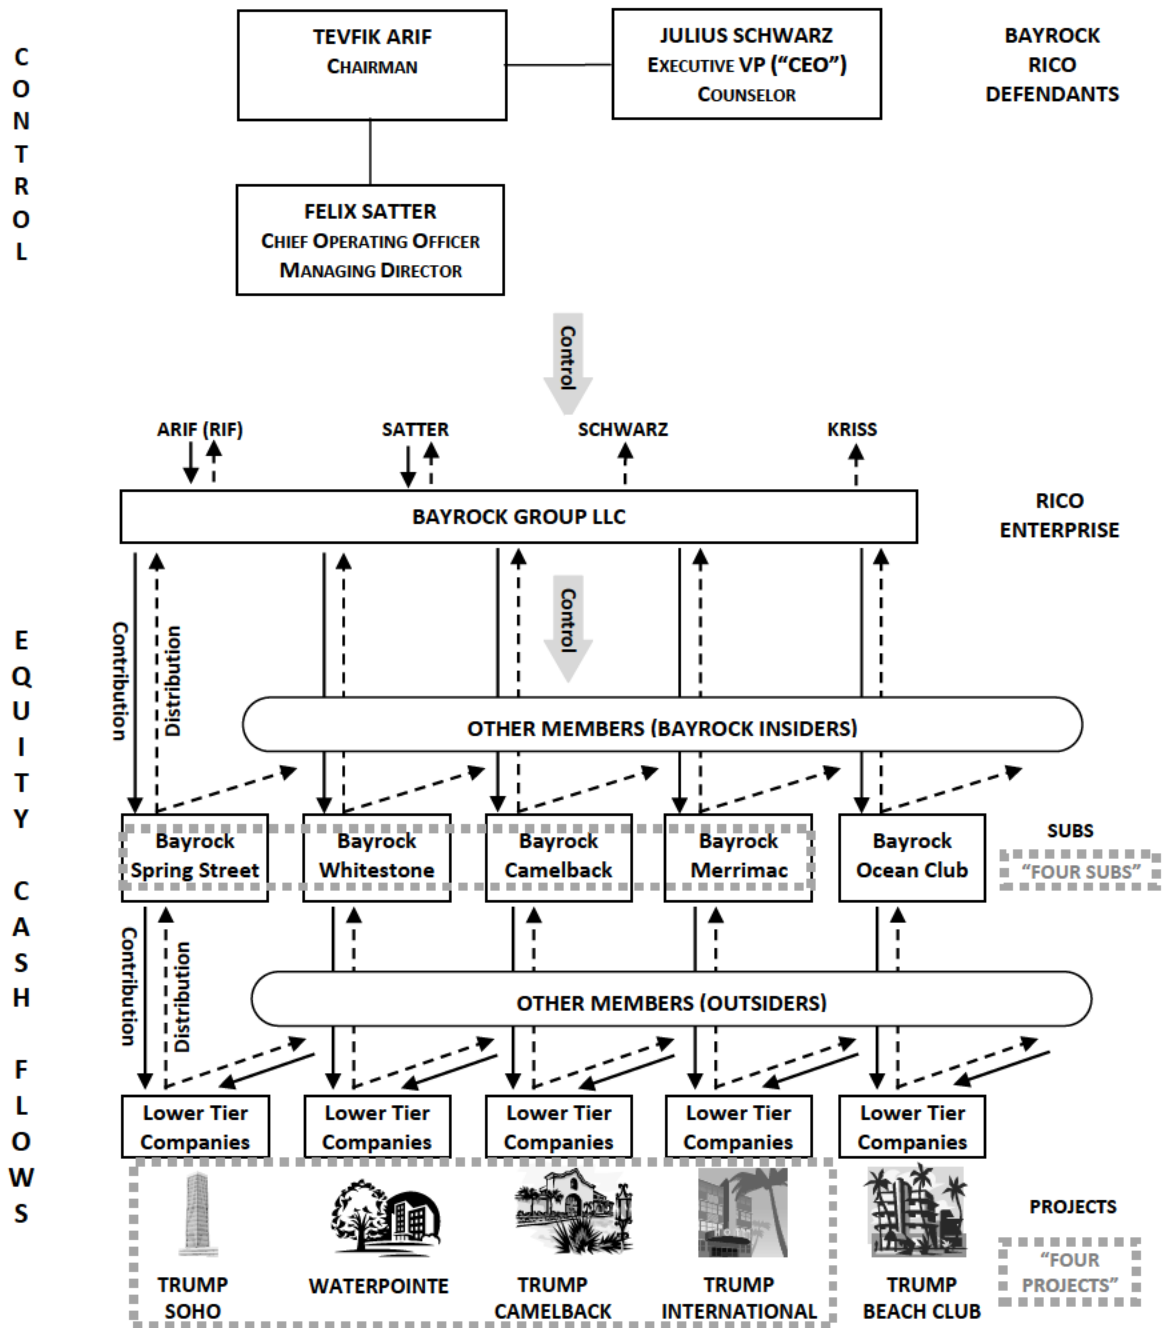 CONTROL
TEVFIK ARIF
CHAIRMAN
JULIUS SCHWARZ
EXECUTIVE VP (“CEO”)
COUNSELOR
BAYROCK
RICO
DEFENDANTS
FELIX SATTER
CHIEF OPERATING OFFICER
MANAGING DIRECTOR
Control
ARIF (RIF)
SATTER
SCHWARZ
KRISS
BAYROCK GROUP LLC
RICO
ENTERPRISE
EQUITY CASH FLOWS
Contribution
Distribution
Control
OTHER MEMBERS (BAYROCK INSIDERS)
Bayrock
Spring Street
Bayrock
Whitestone
Bayrock
Camelback
Bayrock
Merrimac
Bayrock
Ocean Club
SUBS
“FOUR SUBS”
Contribution
Distribution
OTHER MEMBERS (OUTSIDERS)
Lower Tier
Companies
Lower Tier
Companies
Lower Tier
Companies
Lower Tier
Companies
Lower Tier
Companies
PROJECTS
“FOUR
PROJECTS”
TRUMP
SOHO
WATERPOINTE
TRUMP
CAMELBACK
TRUMP
INTERNATIONAL
TRUMP
BEACH CLUB